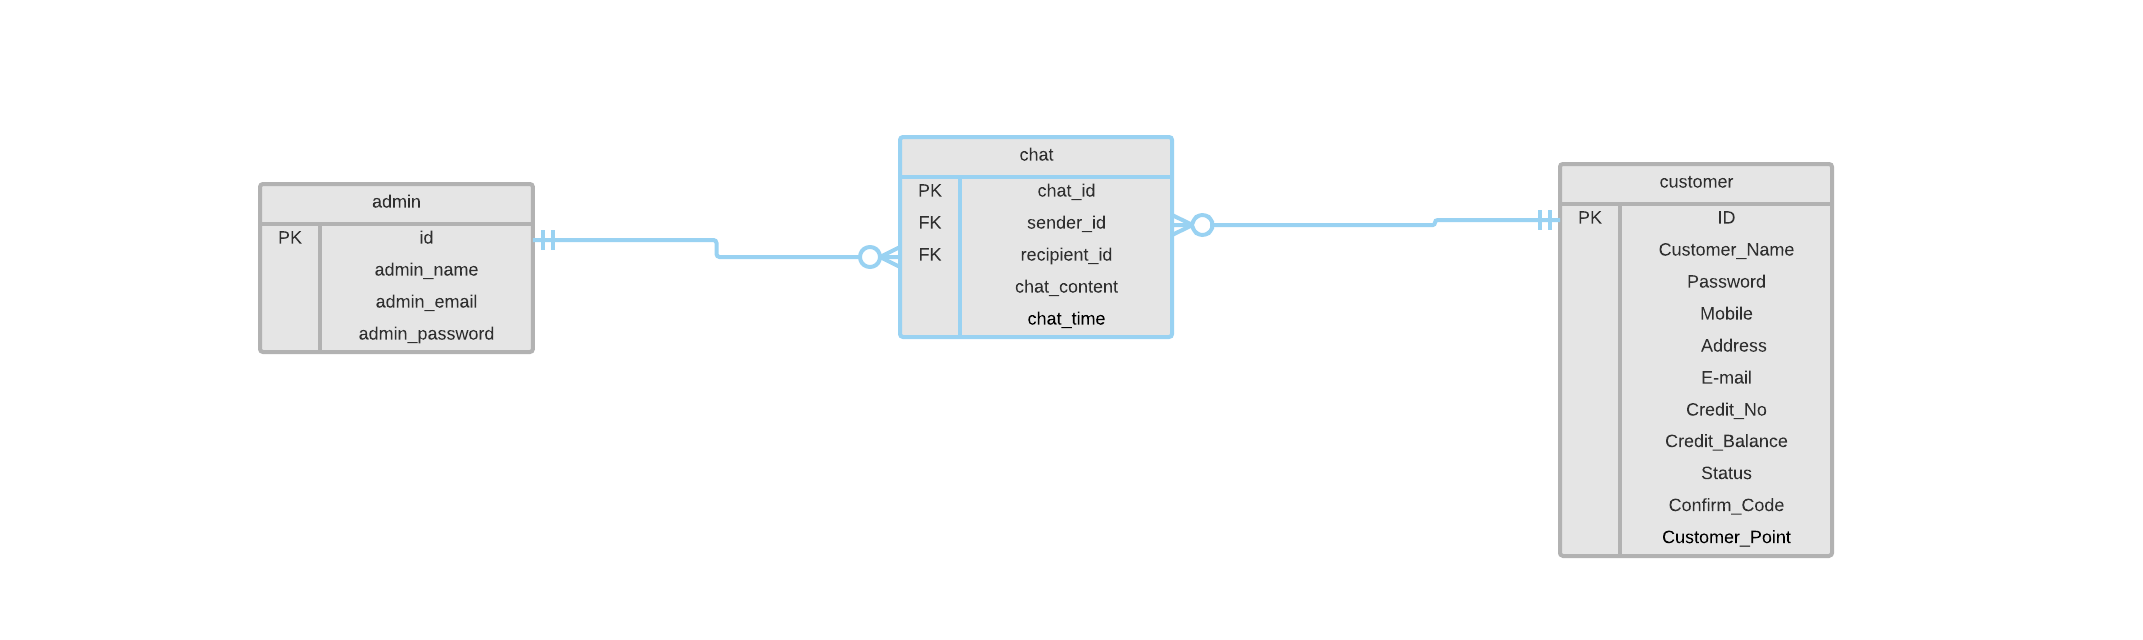 admin
PK id
admin_name
admin_email
admin_password
chat
PK chat_id
FK sender_id
FK recipient_id
chat_content
chat_time
customer
PK ID
Customer_Name
Password
Mobile
Address
E-mail
Credit_No
Credit_Balance
Status
Confirm_Code
Customer_Point